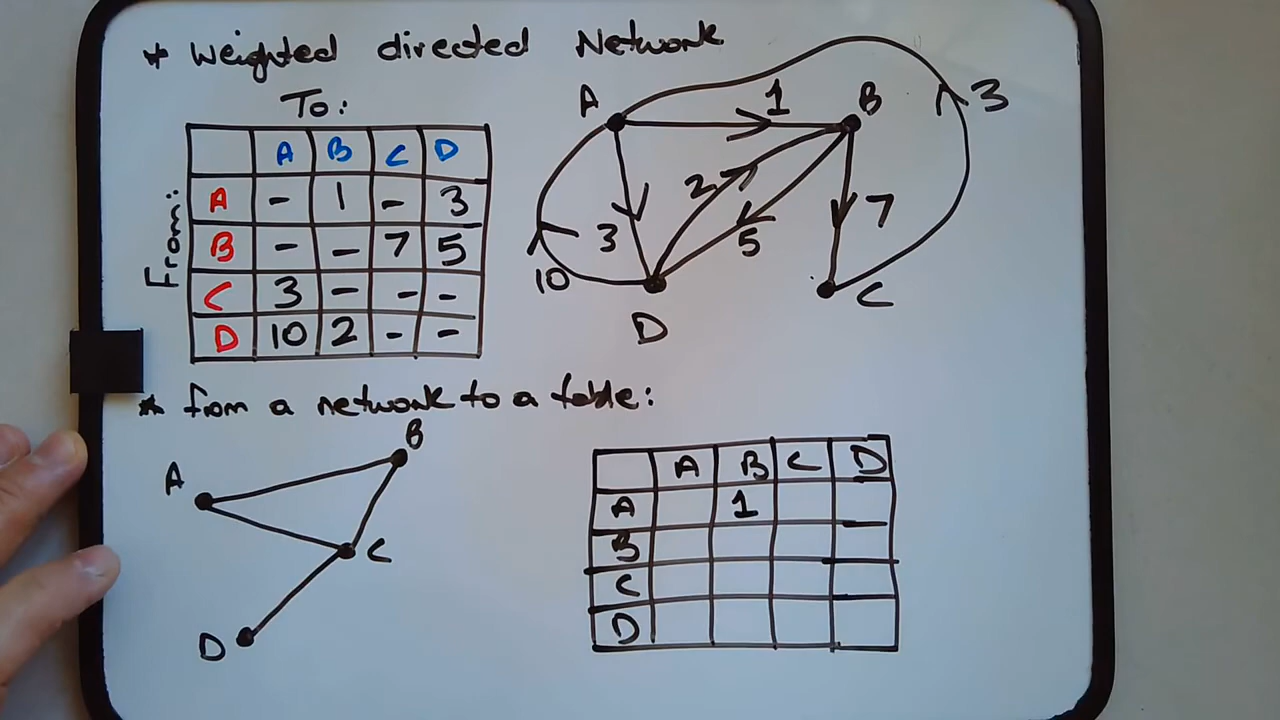 * Weighted directed Network
To:
From:
A B C D
A - 1 - 3
B - - 7 5
C 3 - - -
D 10 2 - -
A 1 B 3
2 7
3 5
10 C
D
* from a network to a table:
B
A
C
D
A B C D
A 1
B
C
D